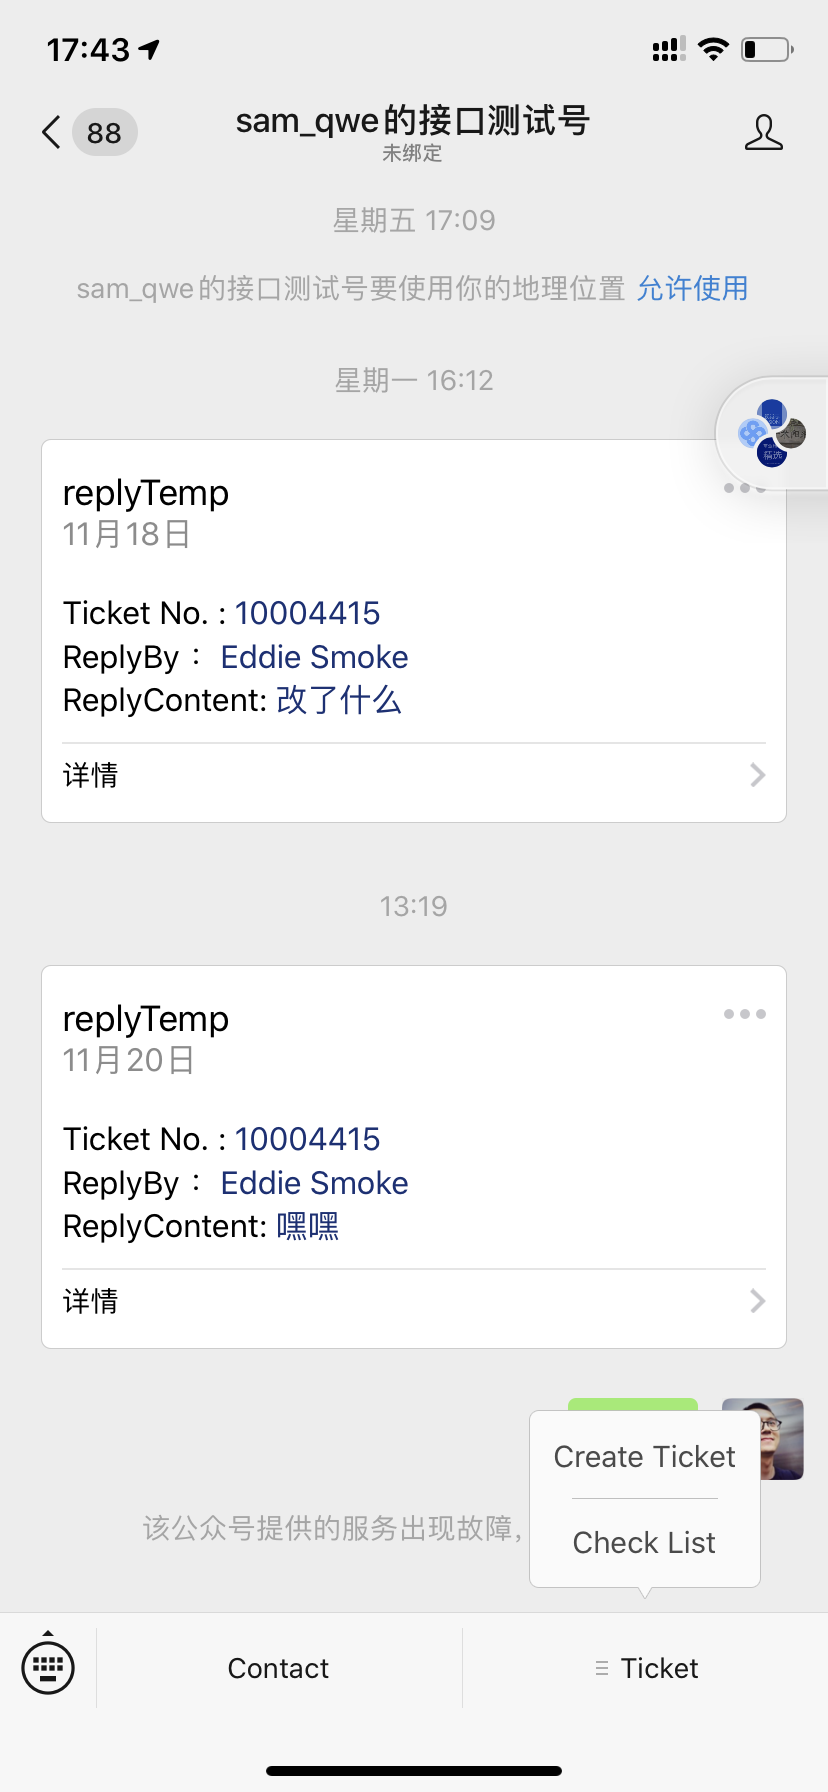 17:43
88
sam_qwe的接口测试号
未绑定
星期五 17:09
sam_qwe的接口测试号要使用你的地理位置 允许使用
星期一 16:12
精选
replyTemp
11月18日
Ticket No. : 10004415
ReplyBy： Eddie Smoke
ReplyContent: 改了什么
详情
13:19
replyTemp
11月20日
Ticket No. : 10004415
ReplyBy： Eddie Smoke
ReplyContent: 嘿嘿
详情
Create Ticket
该公众号提供的服务出现故障,
Check List
Contact
Ticket